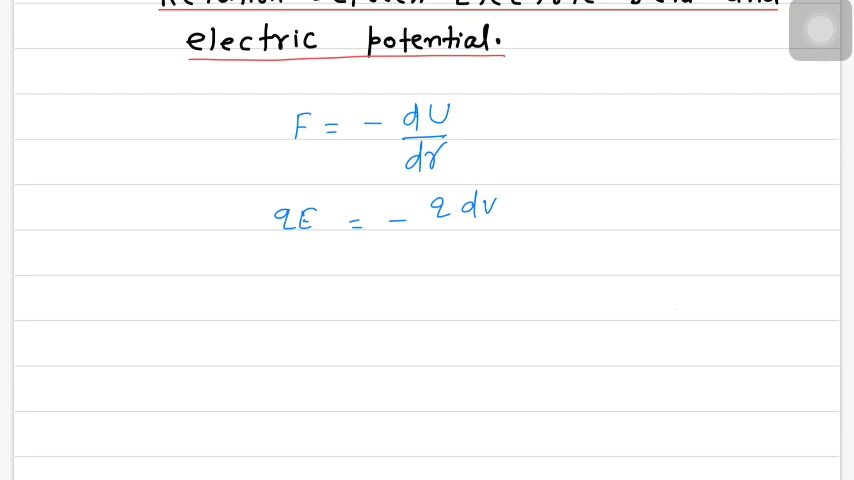 electric potential.
F = - dU
dr
qE = - q dv